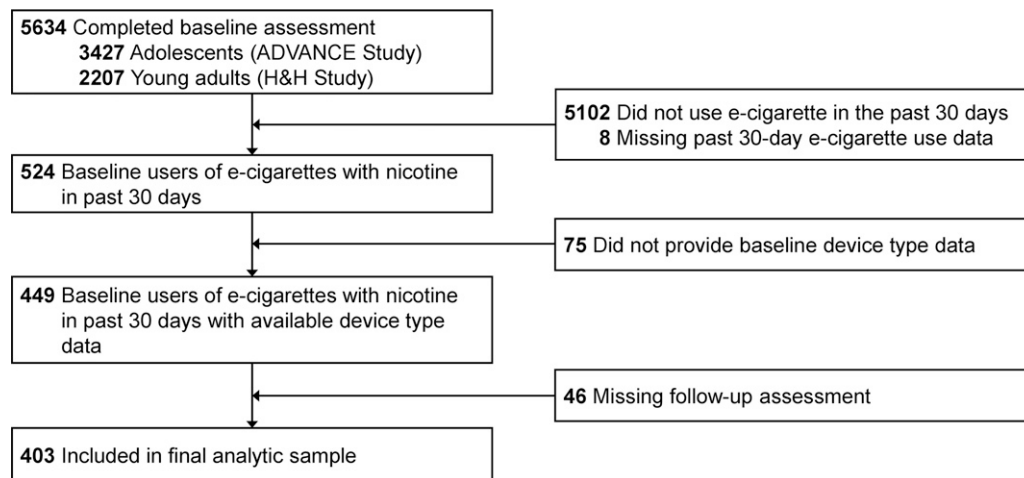 5634 Completed baseline assessment
3427 Adolescents (ADVANCE Study)
2207 Young adults (H&H Study)
5102 Did not use e-cigarette in the past 30 days
8 Missing past 30-day e-cigarette use data
524 Baseline users of e-cigarettes with nicotine
in past 30 days
75 Did not provide baseline device type data
449 Baseline users of e-cigarettes with nicotine
in past 30 days with available device type
data
46 Missing follow-up assessment
403 Included in final analytic sample